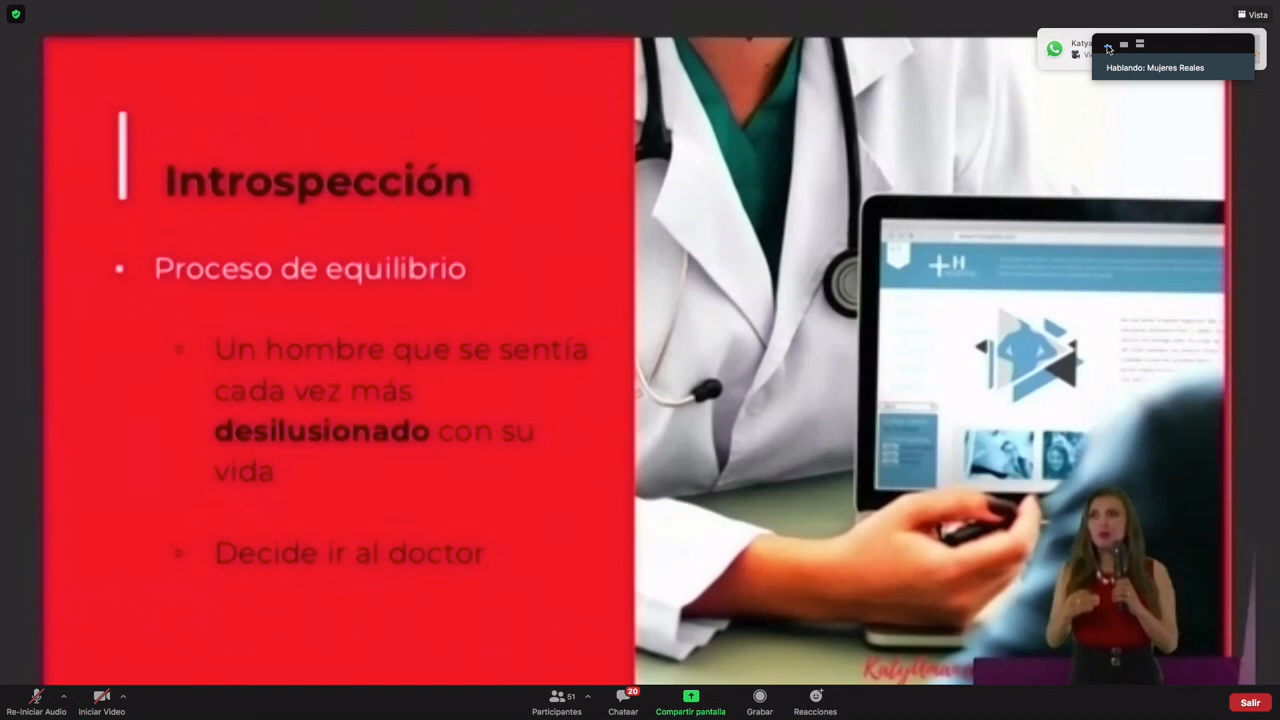 Vista
Katya
Vi
Hablando: Mujeres Reales
Introspección
• Proceso de equilibrio
Un hombre que se sentía
cada vez más
desilusionado con su
vida
Decide ir al doctor
+H
Re-Iniciar Audio
Iniciar Video
51
Participantes
20
Chatear
Compartir pantalla
Grabar
Reacciones
Salir